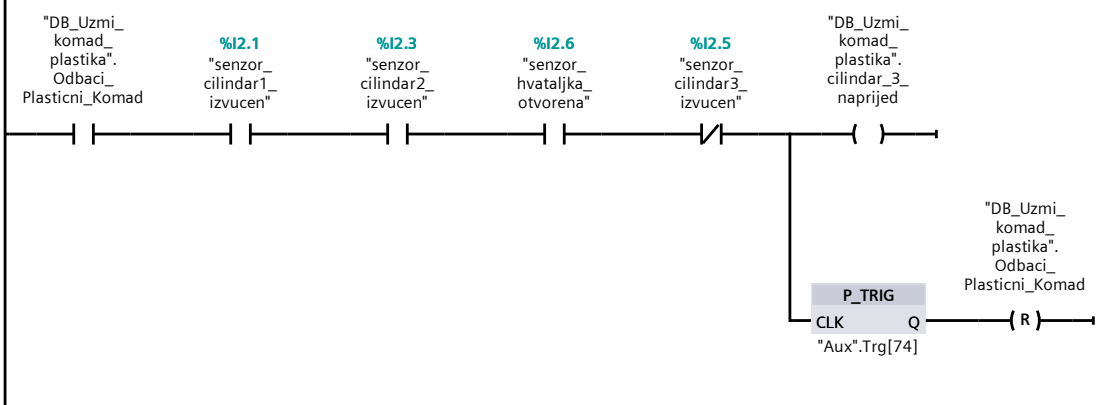 "DB_Uzmi_
komad_
plastika".
Odbaci_
Plasticni_Komad
%I2.1
"senzor_
cilindar1_
izvucen"
%I2.3
"senzor_
cilindar2_
izvucen"
%I2.6
"senzor_
hvataljka_
otvorena"
%I2.5
"senzor_
cilindar3_
izvucen"
"DB_Uzmi_
komad_
plastika".
cilindar_3_
naprijed
"DB_Uzmi_
komad_
plastika".
Odbaci_
Plasticni_Komad
P_TRIG
CLK Q
R
"Aux".Trg[74]